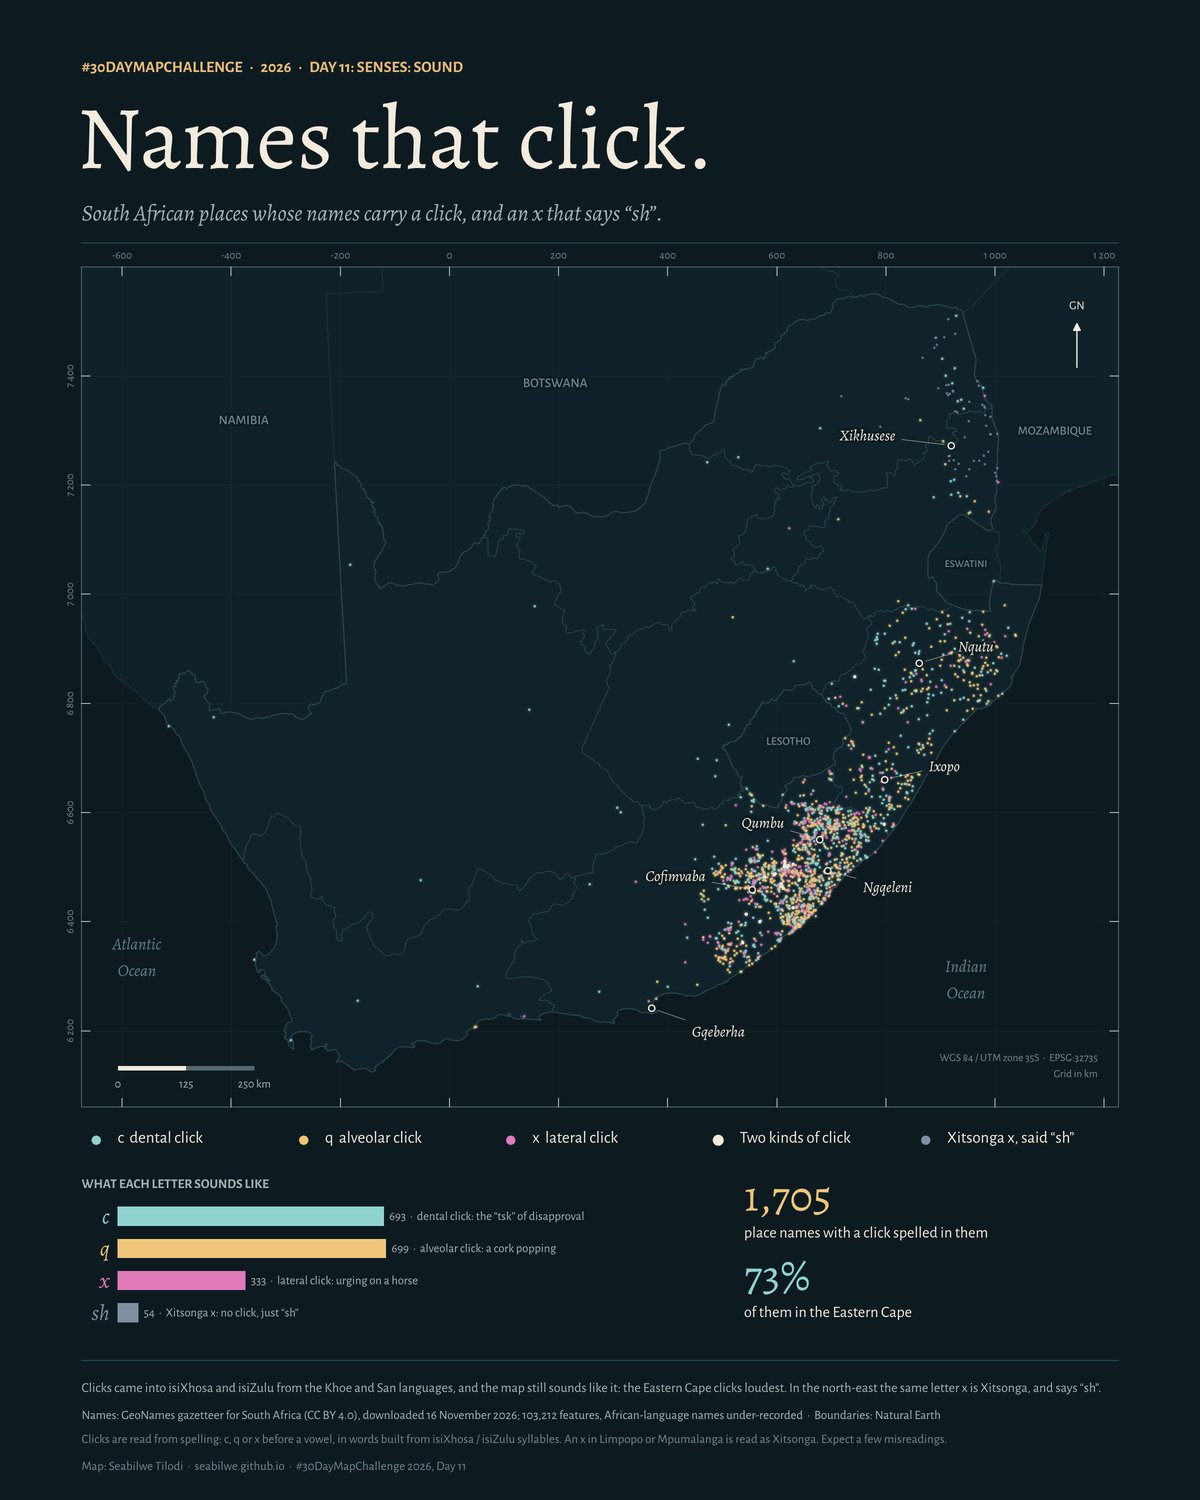 #30DAYMAPCHALLENGE · 2026 · DAY 11: SENSES: SOUND
Names that click.
South African places whose names carry a click, and an x that says “sh”.
-600 -400 -200 0 200 400 600 800 1 000 1 200
GN
7 400
BOTSWANA
NAMIBIA
MOZAMBIQUE
Xikhusese
7 200
ESWATINI
7 000
Nqutu
6 800
LESOTHO
Ixopo
6 600
Qumbu
Cofimvaba
Ngqeleni
6 400
Atlantic
Ocean
Indian
Ocean
6 200
Gqeberha
WGS 84 / UTM zone 35S · EPSG:32735
Grid in km
0 125 250 km
c dental click
q alveolar click
x lateral click
Two kinds of click
Xitsonga x, said “sh”
WHAT EACH LETTER SOUNDS LIKE
c 693 · dental click: the “tsk” of disapproval
q 699 · alveolar click: a cork popping
x 333 · lateral click: urging on a horse
sh 54 · Xitsonga x: no click, just “sh”
1,705
place names with a click spelled in them
73%
of them in the Eastern Cape
Clicks came into isiXhosa and isiZulu from the Khoe and San languages, and the map still sounds like it: the Eastern Cape clicks loudest. In the north-east the same letter x is Xitsonga, and says “sh”.
Names: GeoNames gazetteer for South Africa (CC BY 4.0), downloaded 16 November 2026; 103,212 features, African-language names under-recorded · Boundaries: Natural Earth
Clicks are read from spelling: c, q or x before a vowel, in words built from isiXhosa / isiZulu syllables. An x in Limpopo or Mpumalanga is read as Xitsonga. Expect a few misreadings.
Map: Seabilwe Tilodi · seabilwe.github.io · #30DayMapChallenge 2026, Day 11